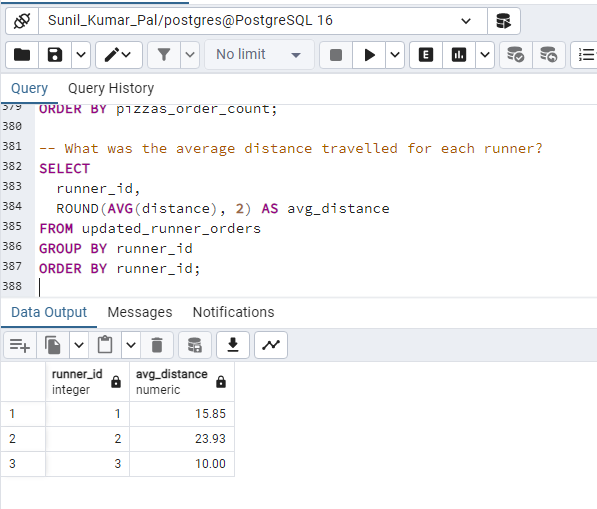 Sunil_Kumar_Pal/postgres@PostgreSQL 16
No limit
E
Query Query History
379 ORDER BY pizzas_order_count;
380
381 -- What was the average distance travelled for each runner?
382 SELECT
383 runner_id,
384 ROUND(AVG(distance), 2) AS avg_distance
385 FROM updated_runner_orders
386 GROUP BY runner_id
387 ORDER BY runner_id;
388
Data Output Messages Notifications
runner_id avg_distance
integer numeric
1 1 15.85
2 2 23.93
3 3 10.00